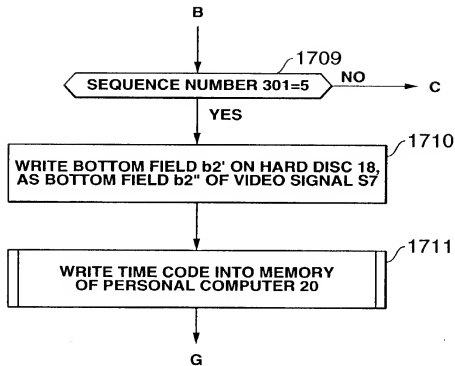 B
1709
SEQUENCE NUMBER 301=5
NO
C
YES
1710
WRITE BOTTOM FIELD b2' ON HARD DISC 18,
AS BOTTOM FIELD b2" OF VIDEO SIGNAL S7
1711
WRITE TIME CODE INTO MEMORY
OF PERSONAL COMPUTER 20
G